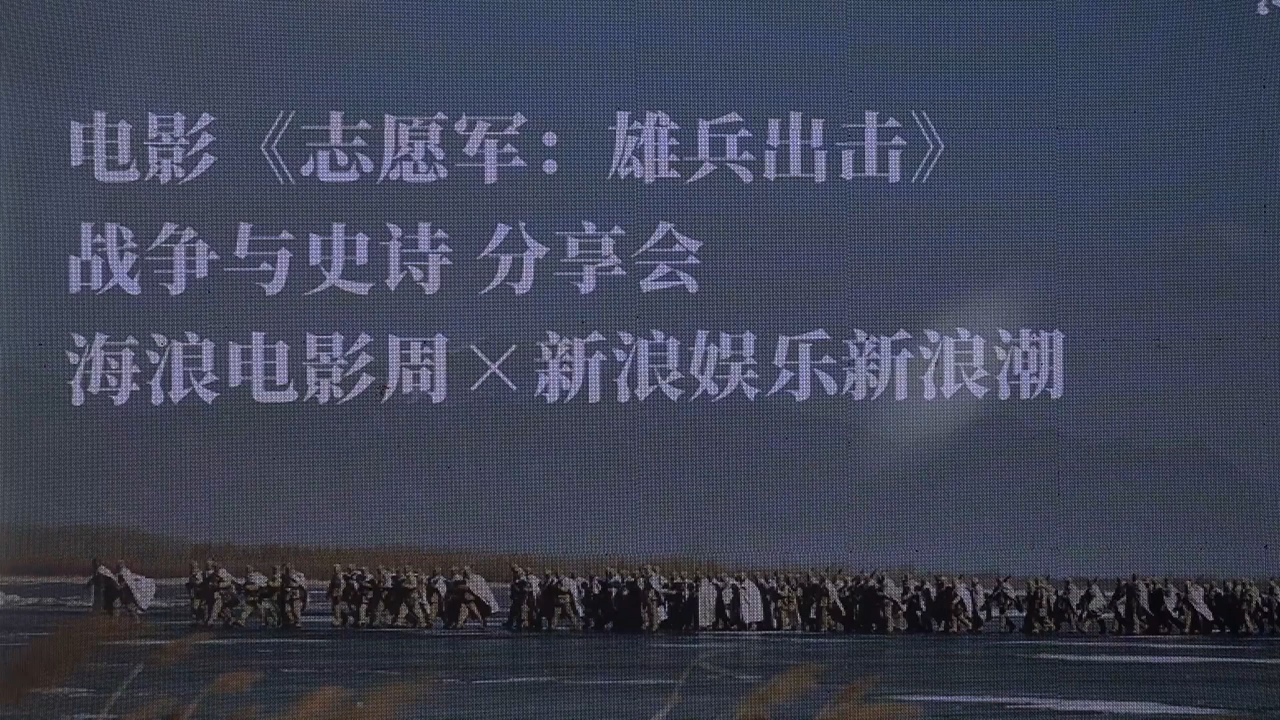 电影《志愿军：雄兵出击》
战争与史诗 分享会
海浪电影周×新浪娱乐新浪潮